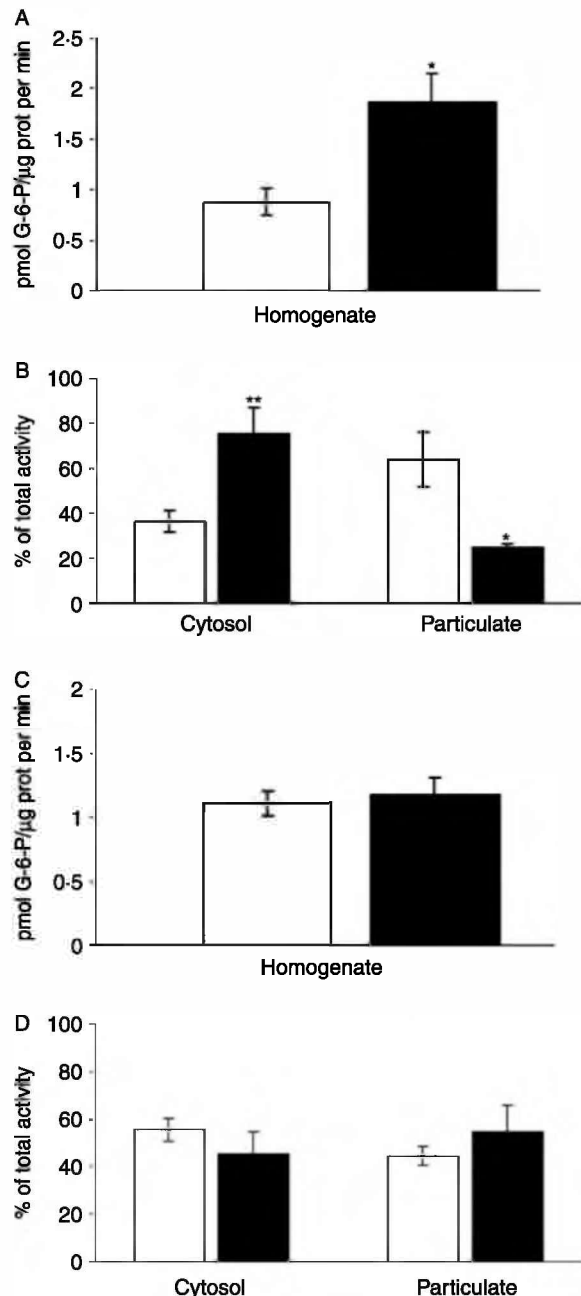 A
pmol G-6-P/µg prot per min
2·5
2
1·5
1
0·5
0
*
Homogenate
B
% of total activity
100
80
60
40
20
0
**
*
Cytosol Particulate
C
pmol G-6-P/µg prot per min
2
1·5
1
0·5
0
Homogenate
D
% of total activity
100
80
60
40
20
0
Cytosol Particulate